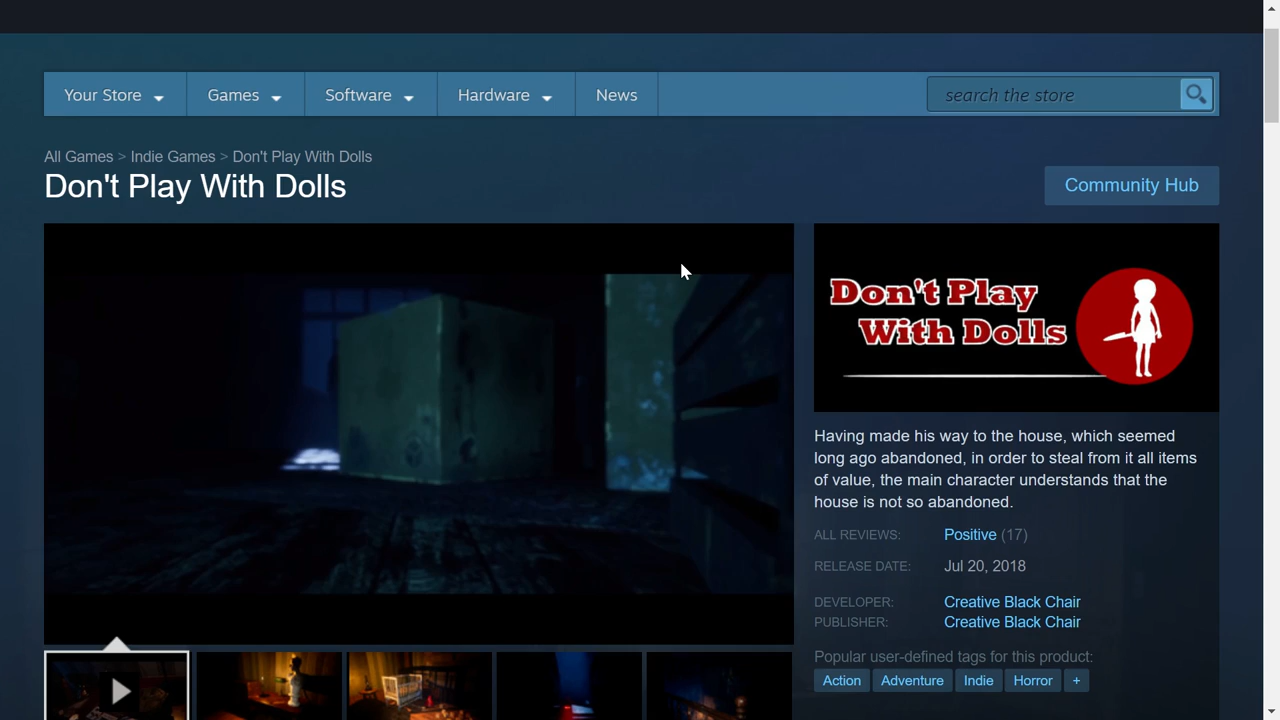 Your Store
Games
Software
Hardware
News
search the store
All Games > Indie Games > Don't Play With Dolls
Don't Play With Dolls
Community Hub
Don't Play
With Dolls
Having made his way to the house, which seemed
long ago abandoned, in order to steal from it all items
of value, the main character understands that the
house is not so abandoned.
ALL REVIEWS: Positive (17)
RELEASE DATE: Jul 20, 2018
DEVELOPER: Creative Black Chair
PUBLISHER: Creative Black Chair
Popular user-defined tags for this product:
Action Adventure Indie Horror +